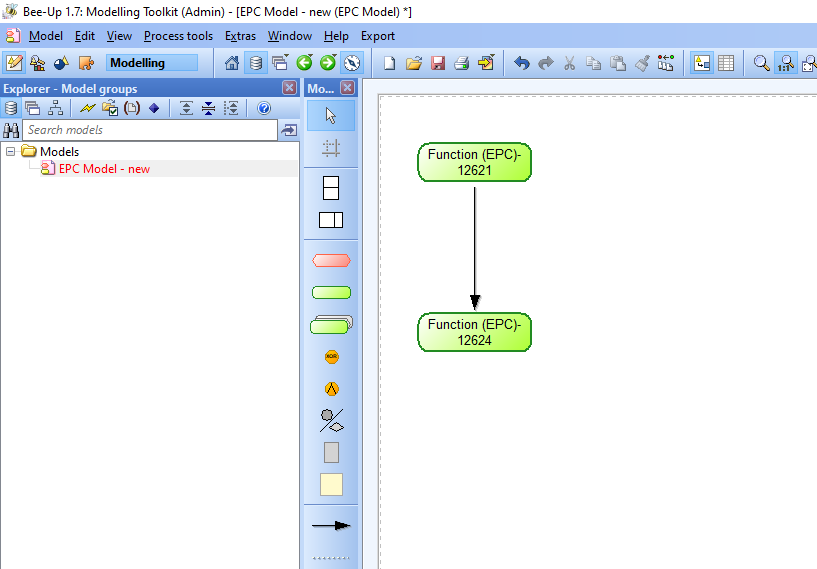 Bee-Up 1.7: Modelling Toolkit (Admin) - [EPC Model - new (EPC Model) *]
Model Edit View Process tools Extras Window Help Export
Modelling
Explorer - Model groups
Mo...
Search models
Models
EPC Model - new
Function (EPC)-
12621
Function (EPC)-
12624
XOR